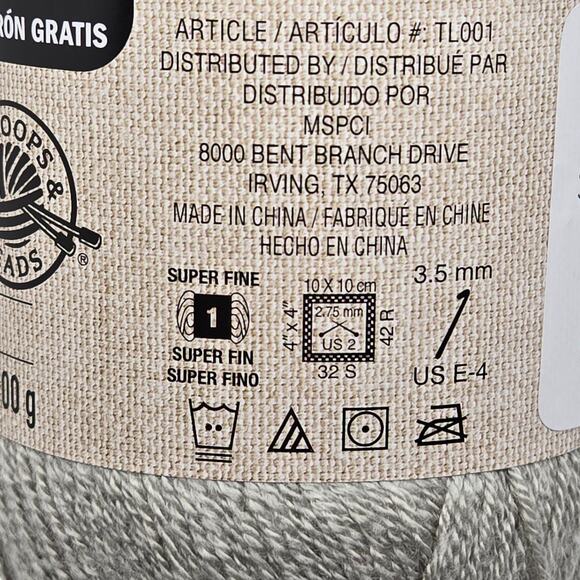 RÓN GRATIS
ARTICLE / ARTÍCULO #: TL001
DISTRIBUTED BY / DISTRIBUÉ PAR
DISTRIBUIDO POR
MSPCI
8000 BENT BRANCH DRIVE
IRVING, TX 75063
MADE IN CHINA / FABRIQUÉ EN CHINE
HECHO EN CHINA
OOPS &
ADS ®
00 g
SUPER FINE
1
SUPER FIN
SUPER FINO
10 X 10 cm
4" x 4"
2.75 mm
US 2
42 R
32 S
3.5 mm
US E-4